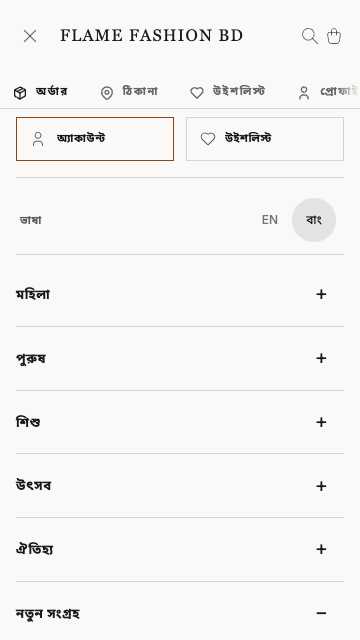 FLAME FASHION BD
অর্ডার ঠিকানা উইশলিস্ট
অ্যাকাউন্ট উইশলিস্ট
ভাষা EN বাং
মহিলা
পুরুষ
শিশু
উৎসব
ঐতিহ্য
নতুন সংগ্রহ